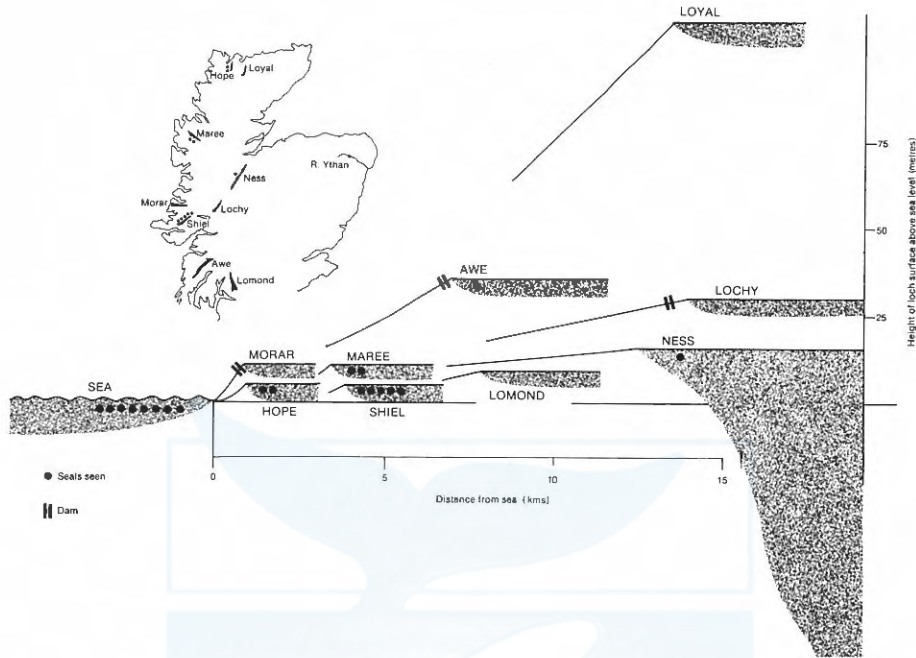 LOYAL
Hope
Loyal
Maree
R. Ythan
Ness
Morar
Lochy
Shiel
Awe
Lomond
75
50
25
Height of loch surface above sea level (metres)
AWE
LOCHY
NESS
MORAR
MAREE
SEA
HOPE
SHIEL
LOMOND
Seals seen
0
5
10
15
Distance from sea (kms)
Dam